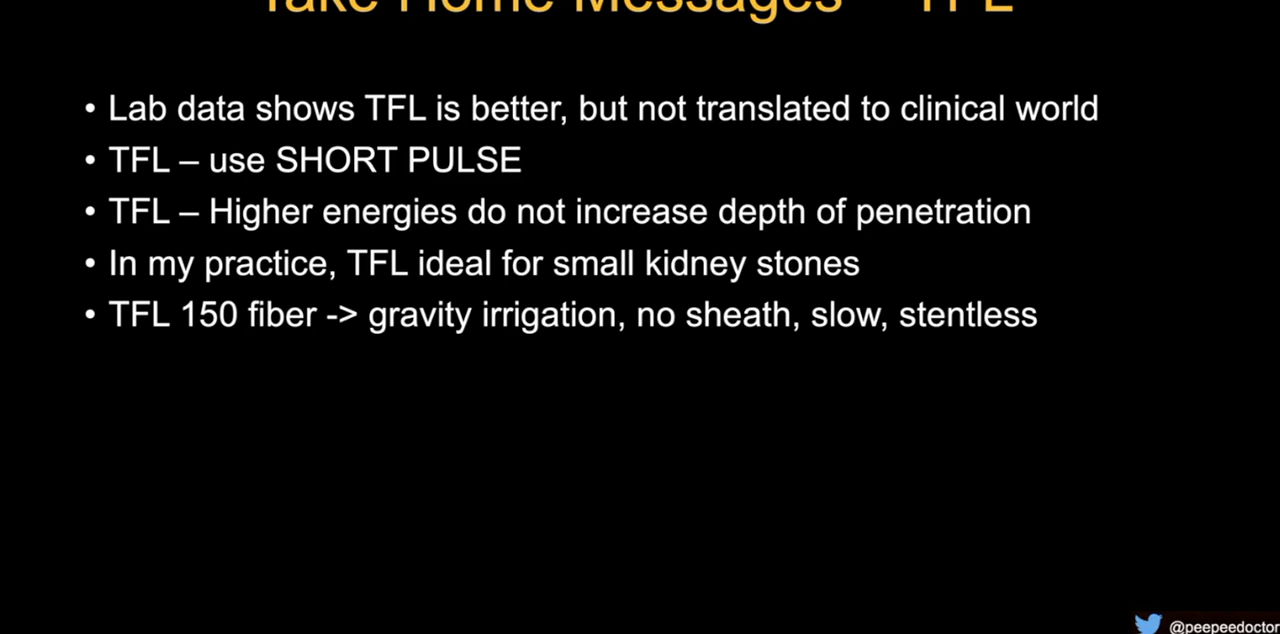 Take Home Messages – TFL
• Lab data shows TFL is better, but not translated to clinical world
• TFL – use SHORT PULSE
• TFL – Higher energies do not increase depth of penetration
• In my practice, TFL ideal for small kidney stones
• TFL 150 fiber -> gravity irrigation, no sheath, slow, stentless
@peepeedoctor